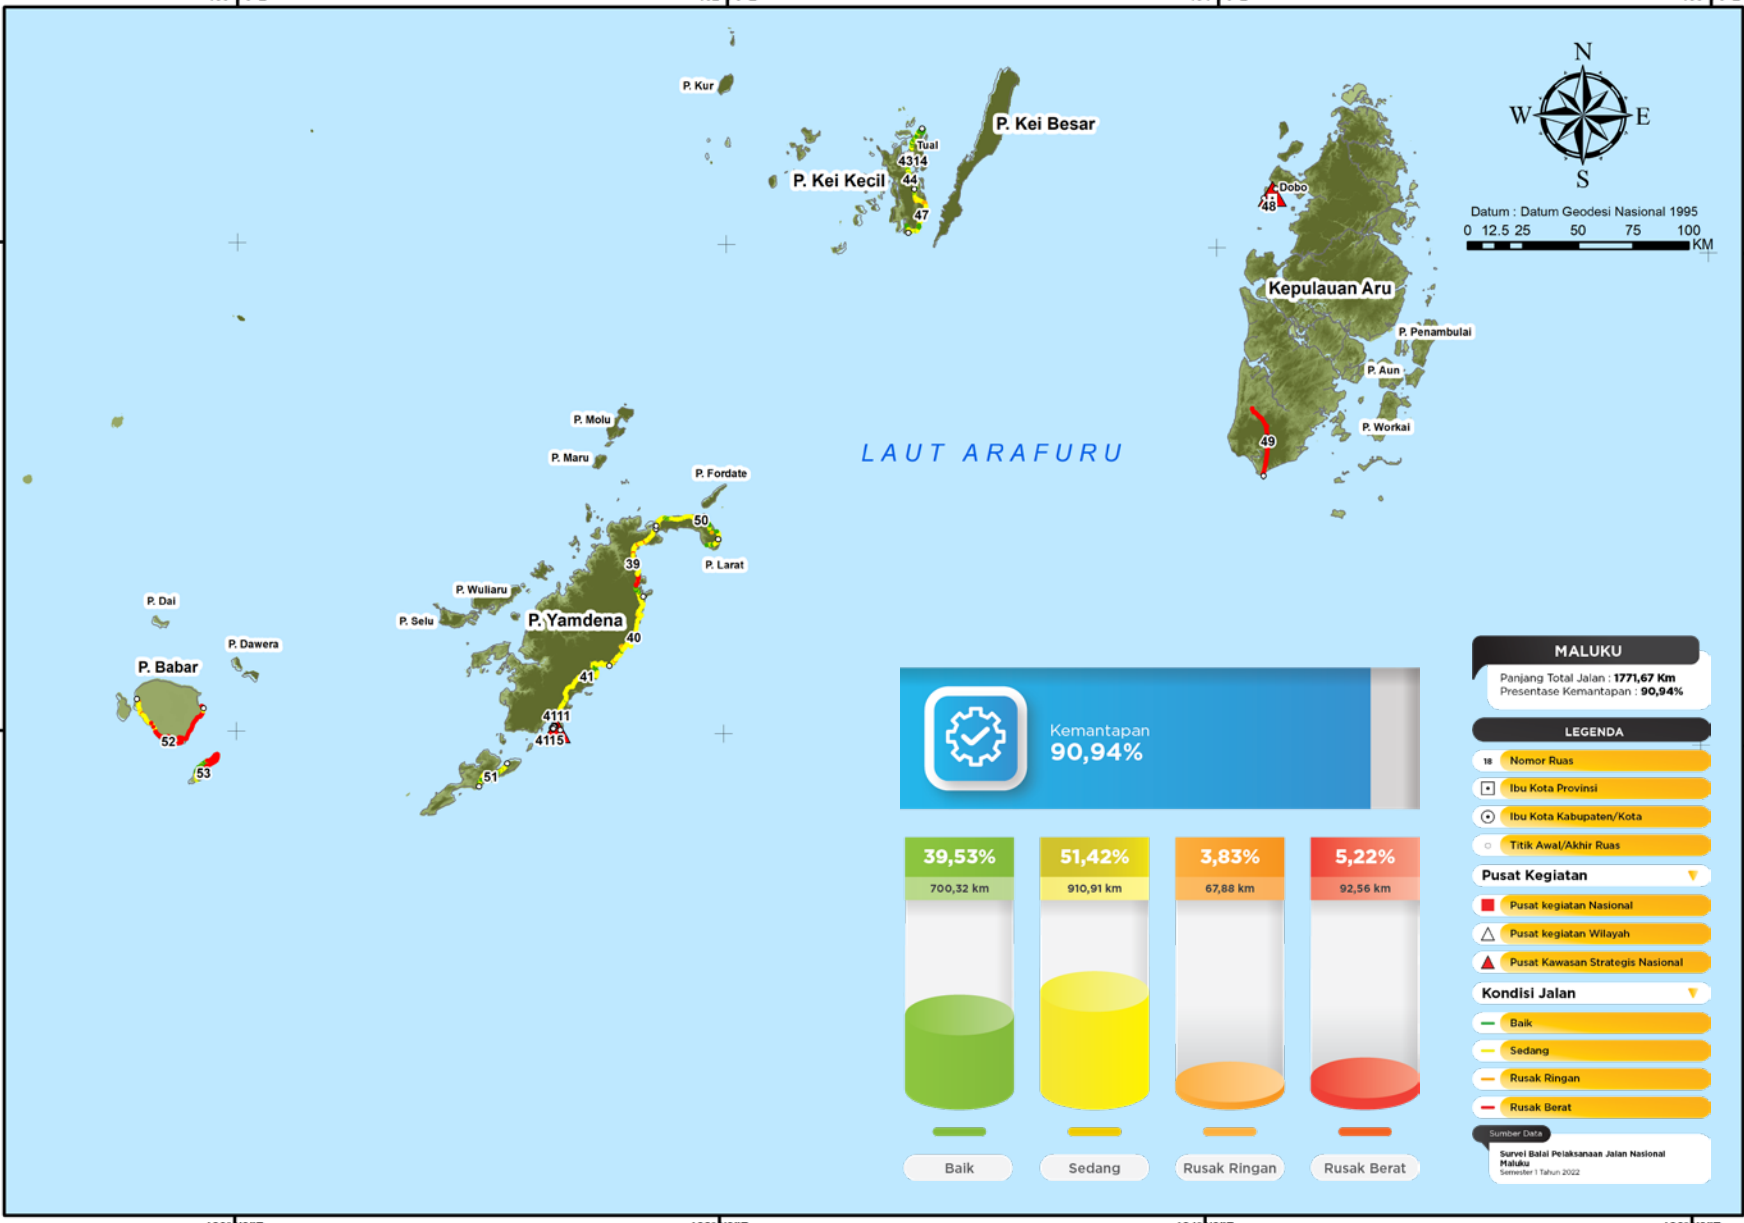 P. Kur
P. Kei Besar
Tual
4314
P. Kei Kecil
44
47
N
W
E
S
Dobo
48
Datum : Datum Geodesi Nasional 1995
0 12.5 25 50 75 100
KM
Kepulauan Aru
P. Penambulai
P. Aun
P. Workai
49
LAUT ARAFURU
P. Molu
P. Maru
P. Fordate
50
P. Larat
39
P. Wuliaru
P. Selu
P. Yamdena
40
41
4111
4115
51
P. Dai
P. Dawera
P. Babar
52
53
Kemantapan
90,94%
39,53%
700,32 km
51,42%
910,91 km
3,83%
67,88 km
5,22%
92,56 km
Baik
Sedang
Rusak Ringan
Rusak Berat
MALUKU
Panjang Total Jalan : 1771,67 Km
Presentase Kemantapan : 90,94%
LEGENDA
18 Nomor Ruas
Ibu Kota Provinsi
Ibu Kota Kabupaten/Kota
Titik Awal/Akhir Ruas
Pusat Kegiatan
Pusat kegiatan Nasional
Pusat kegiatan Wilayah
Pusat Kawasan Strategis Nasional
Kondisi Jalan
Baik
Sedang
Rusak Ringan
Rusak Berat
Sumber Data
Survei Balai Pelaksanaan Jalan Nasional
Maluku
Semester 1 Tahun 2022